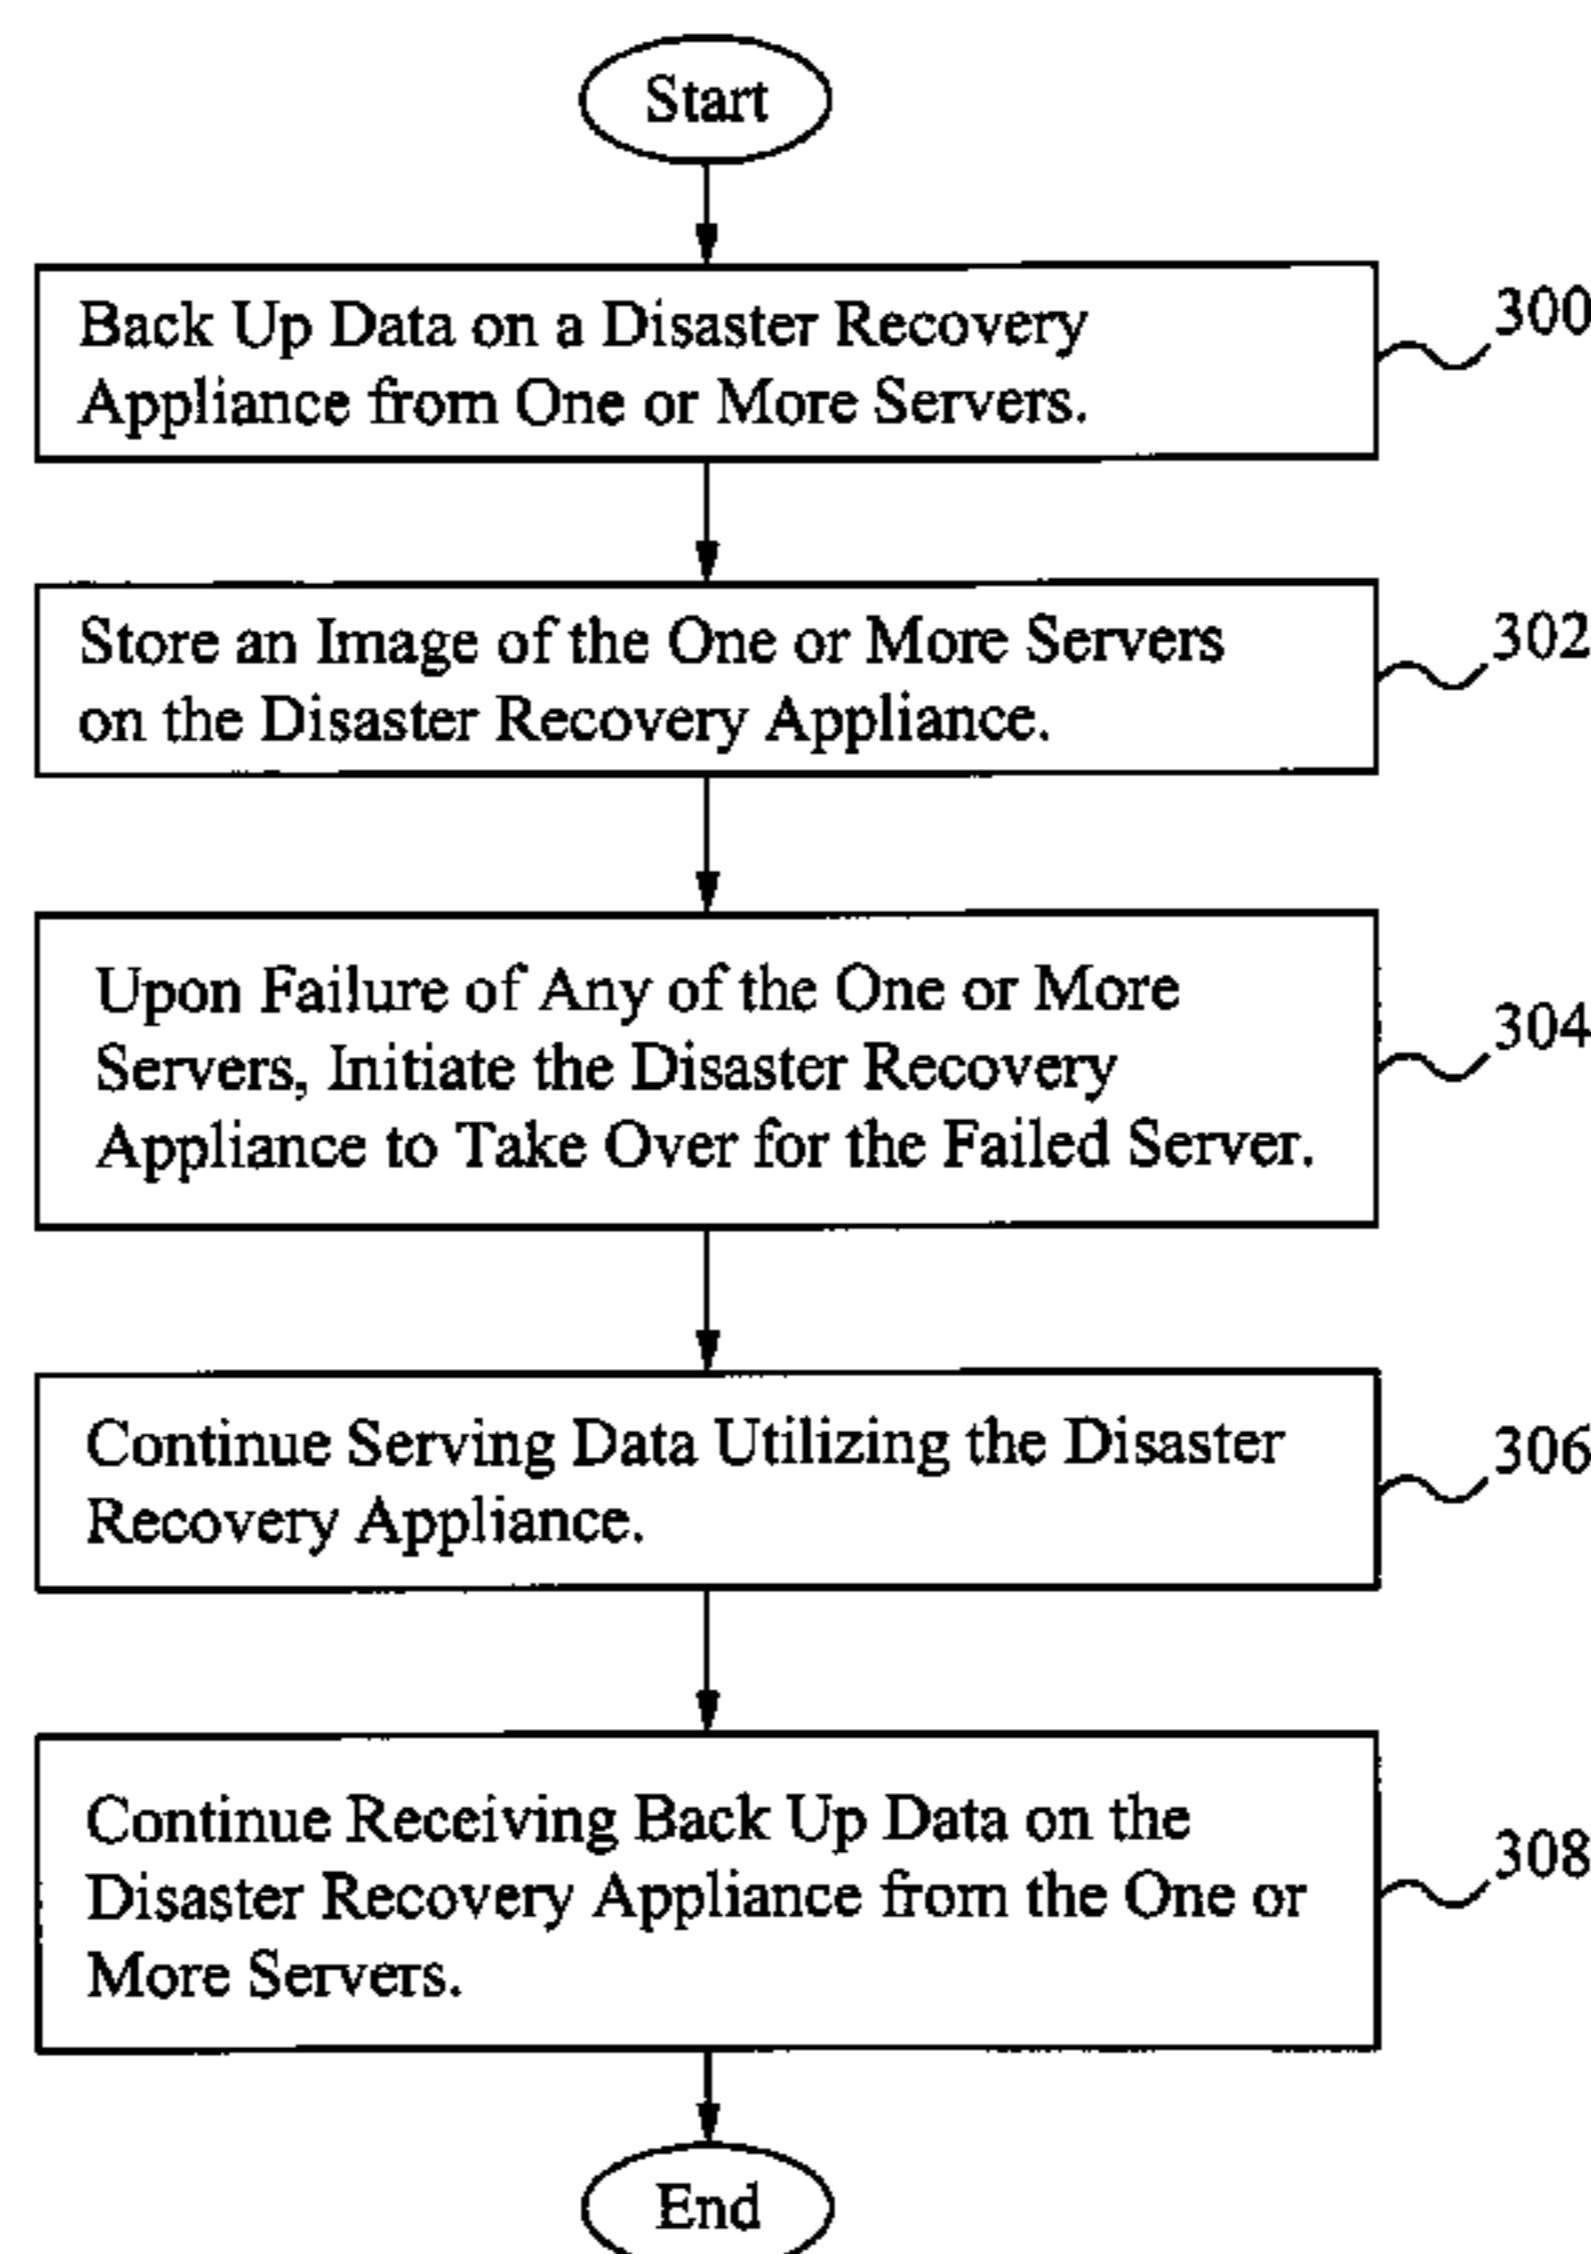 Start
Back Up Data on a Disaster Recovery
Appliance from One or More Servers.
300
Store an Image of the One or More Servers
on the Disaster Recovery Appliance.
302
Upon Failure of Any of the One or More
Servers, Initiate the Disaster Recovery
Appliance to Take Over for the Failed Server.
304
Continue Serving Data Utilizing the Disaster
Recovery Appliance.
306
Continue Receiving Back Up Data on the
Disaster Recovery Appliance from the One or
More Servers.
308
End